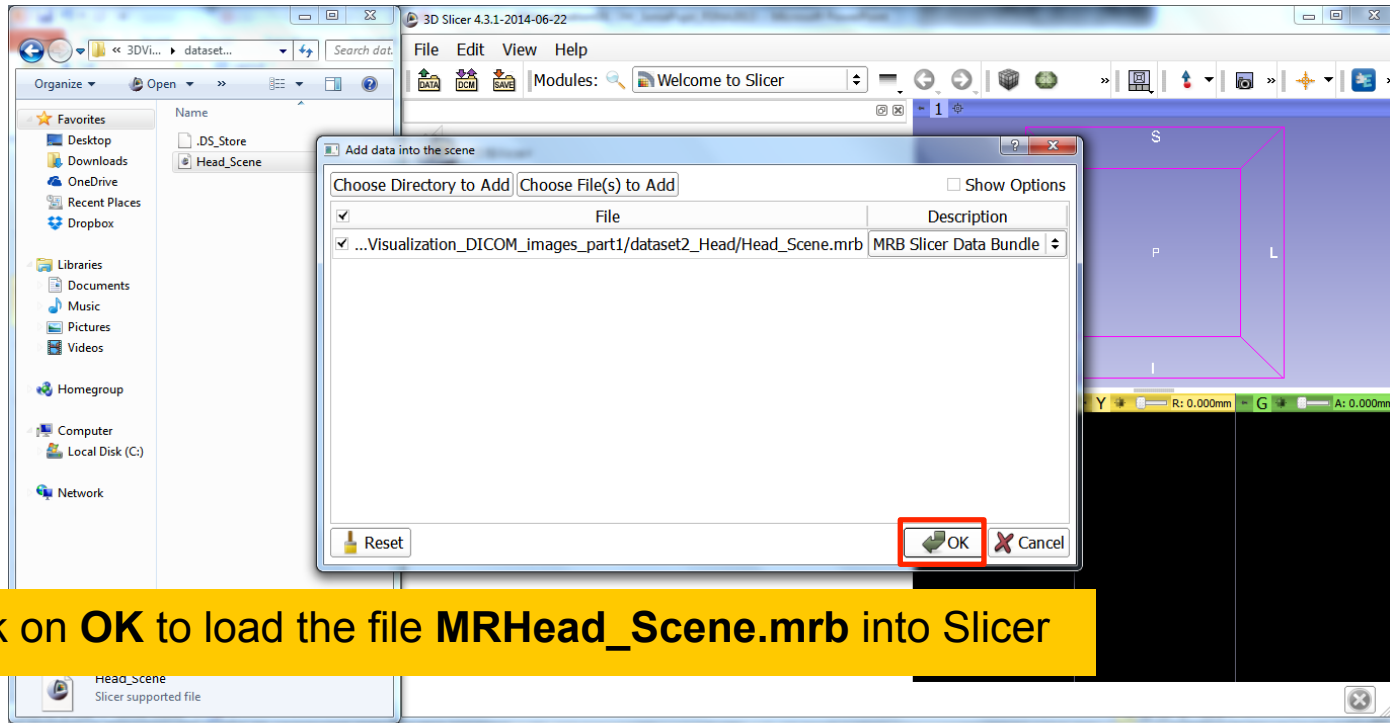 3D Slicer 4.3.1-2014-06-22
« 3DVi... ▸ dataset...
Search dat.
File Edit View Help
Organize
Open
»
DATA
DCM
SAVE
Modules:
Welcome to Slicer
»
»
Name
Favorites
Desktop
Downloads
OneDrive
Recent Places
Dropbox
Libraries
Documents
Music
Pictures
Videos
Homegroup
Computer
Local Disk (C:)
Network
.DS_Store
Head_Scene
1
S
P
L
I
Add data into the scene
Choose Directory to Add
Choose File(s) to Add
Show Options
File
Description
...Visualization_DICOM_images_part1/dataset2_Head/Head_Scene.mrb
MRB Slicer Data Bundle
Reset
OK
Cancel
Y
R: 0.000mm
G
A: 0.000mm
k on OK to load the file MRHead_Scene.mrb into Slicer
Head_Scene
Slicer supported file